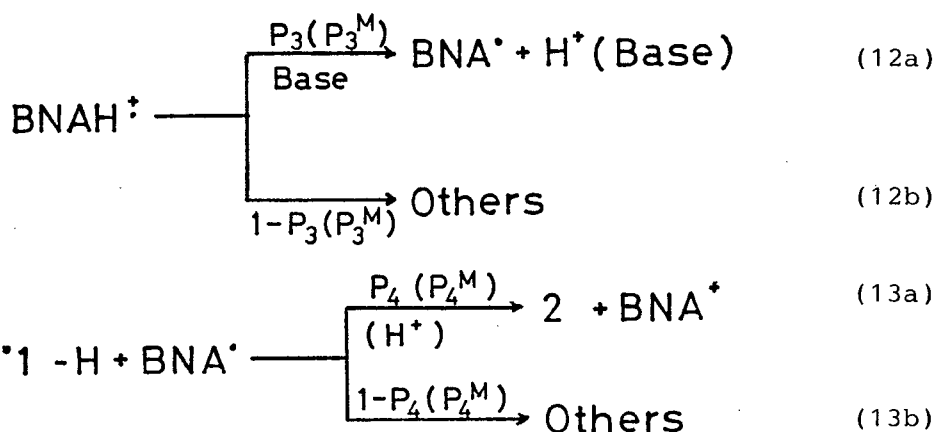 P₃(P₃ᴹ)
BNA• + H⁺(Base) (12a)
Base
BNAH•⁺
Others (12b)
1-P₃(P₃ᴹ)
P₄ (P₄ᴹ)
2 + BNA⁺ (13a)
(H⁺)
•1 -H + BNA•
1-P₄(P₄ᴹ)
Others (13b)